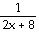 1
2x + 8